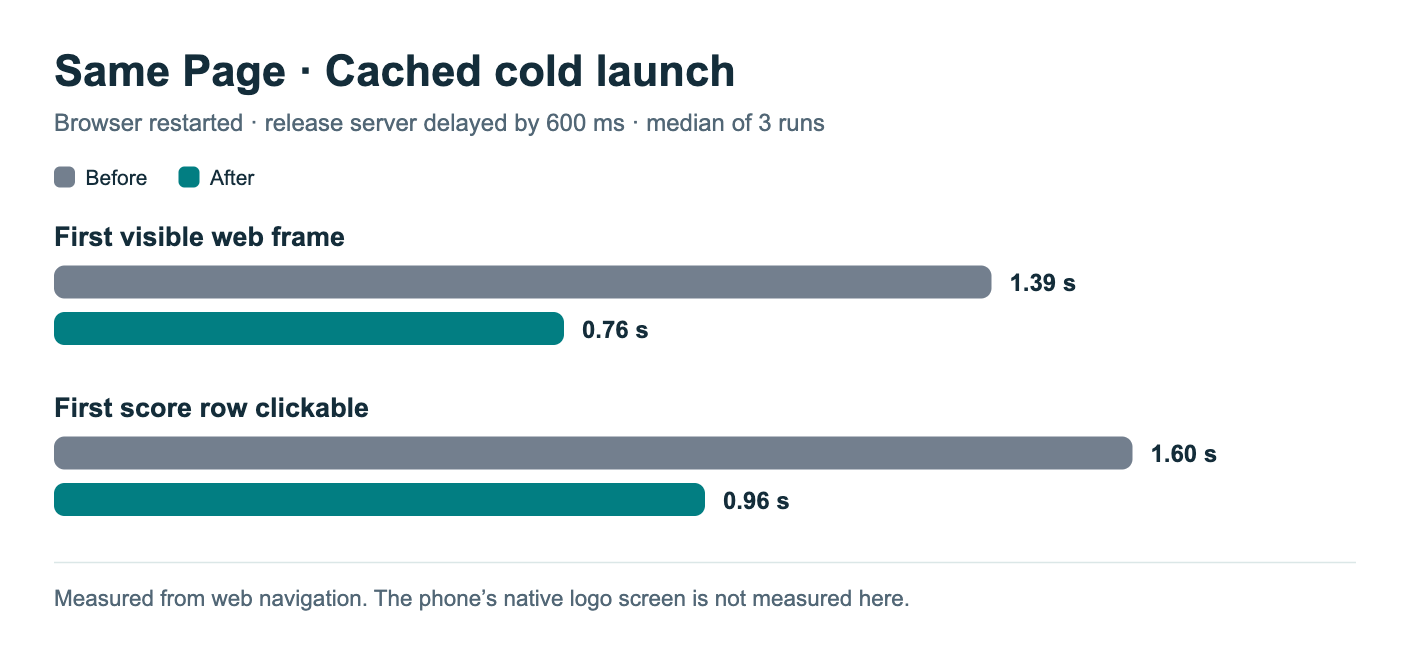 Same Page · Cached cold launch
Browser restarted · release server delayed by 600 ms · median of 3 runs
Before After
First visible web frame
1.39 s
0.76 s
First score row clickable
1.60 s
0.96 s
Measured from web navigation. The phone’s native logo screen is not measured here.